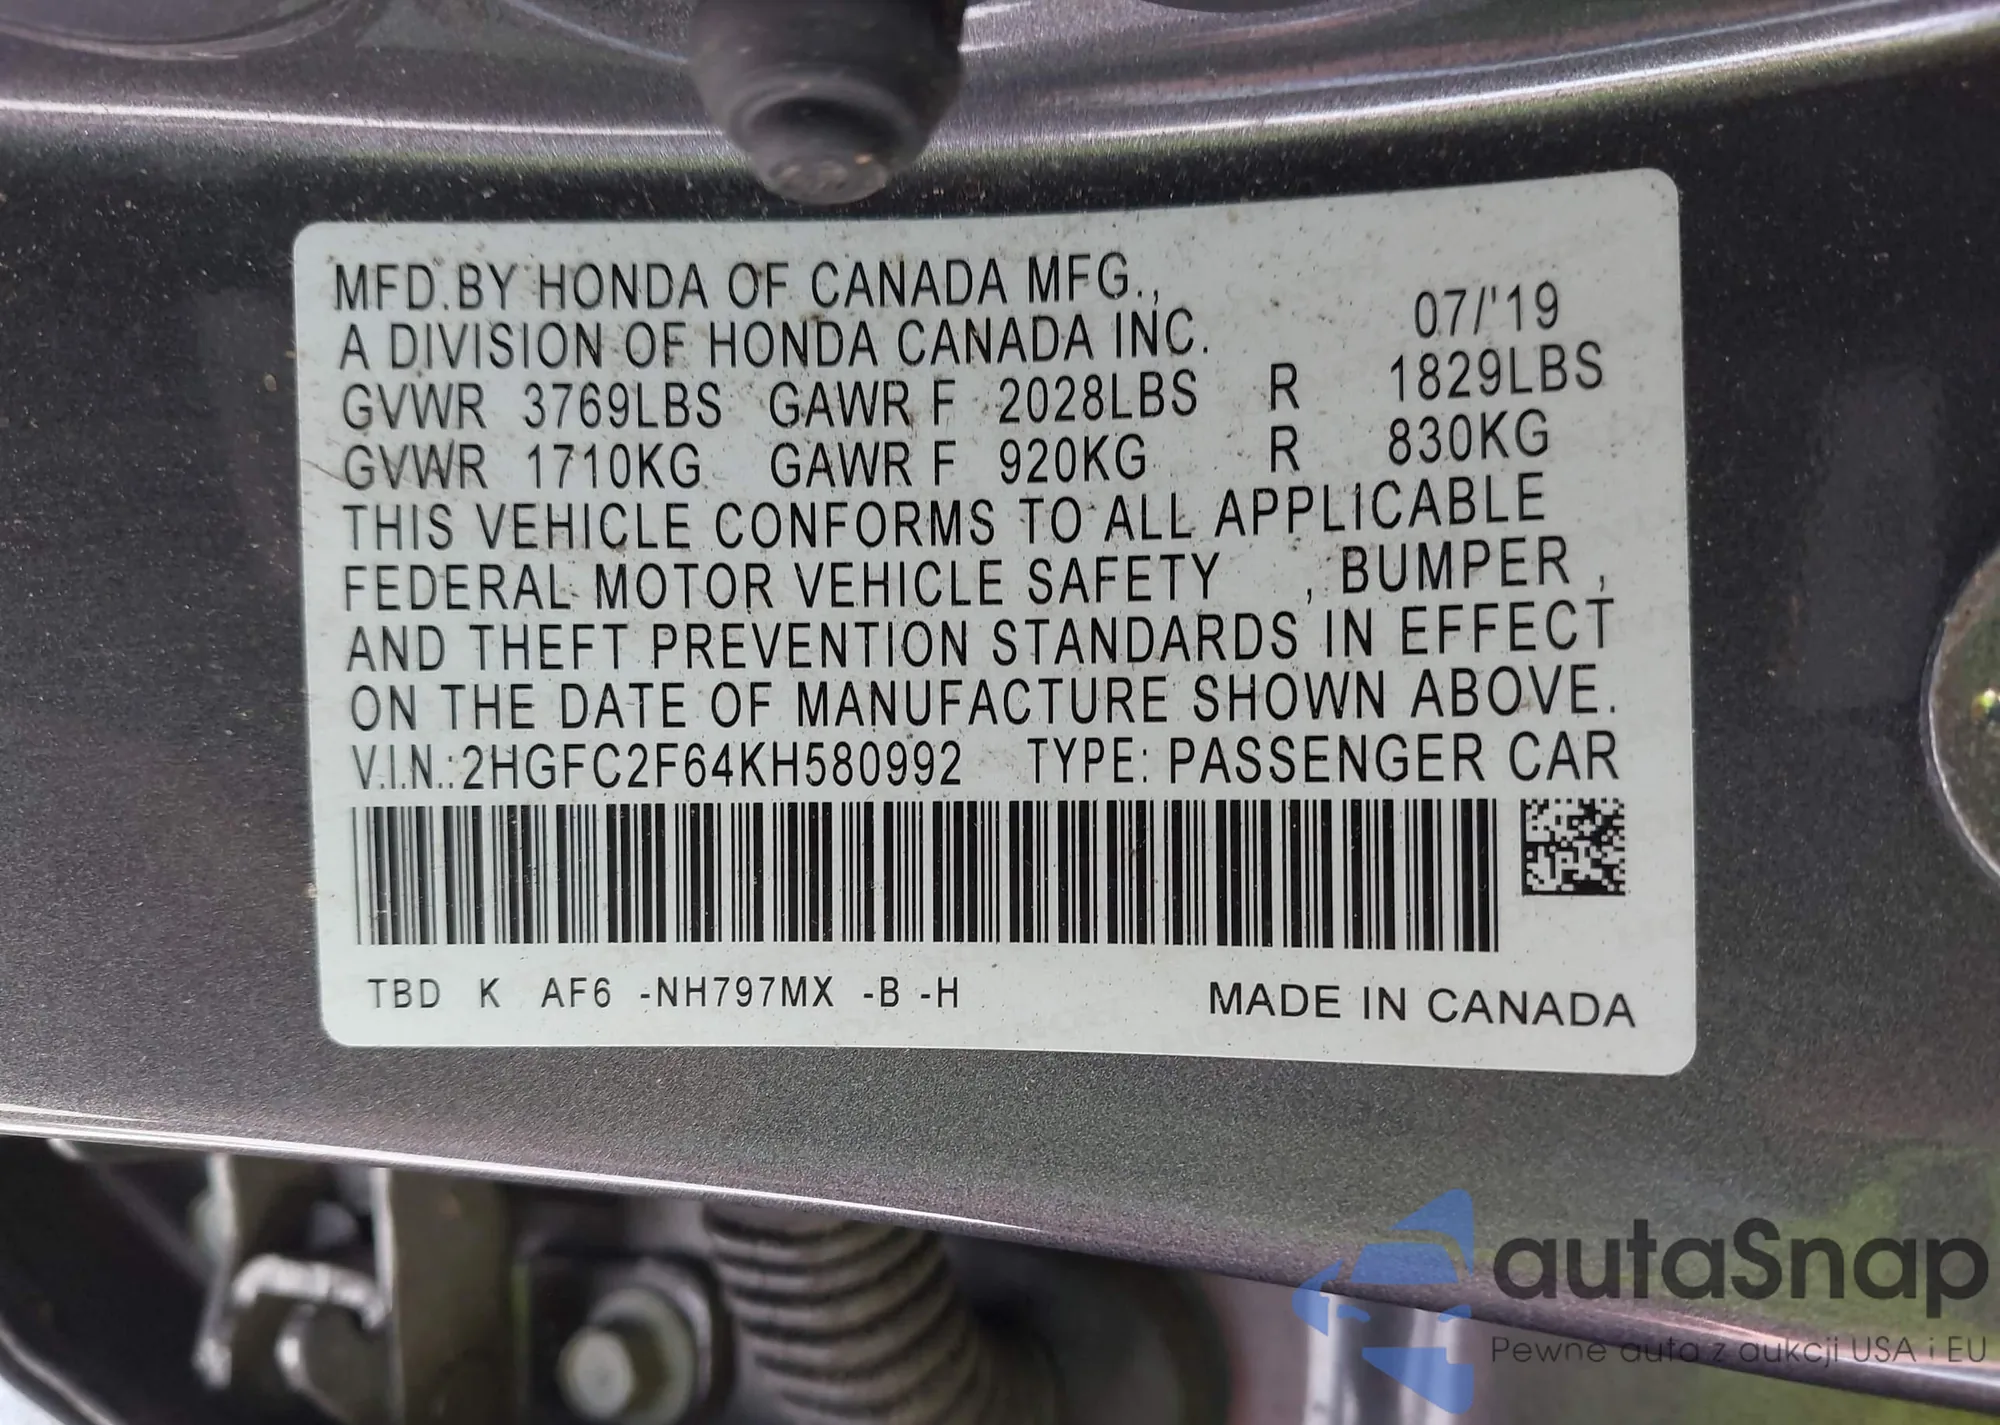 MFD.BY HONDA OF CANADA MFG.,
A DIVISION OF HONDA CANADA INC. 07/'19
GVWR 3769LBS GAWR F 2028LBS R 1829LBS
GVWR 1710KG GAWR F 920KG R 830KG
THIS VEHICLE CONFORMS TO ALL APPLICABLE
FEDERAL MOTOR VEHICLE SAFETY , BUMPER ,
AND THEFT PREVENTION STANDARDS IN EFFECT
ON THE DATE OF MANUFACTURE SHOWN ABOVE.
V.I.N.:2HGFC2F64KH580992 TYPE: PASSENGER CAR
TBD K AF6 -NH797MX -B -H MADE IN CANADA
autaSnap
Pewne auta z aukcji USA i EU